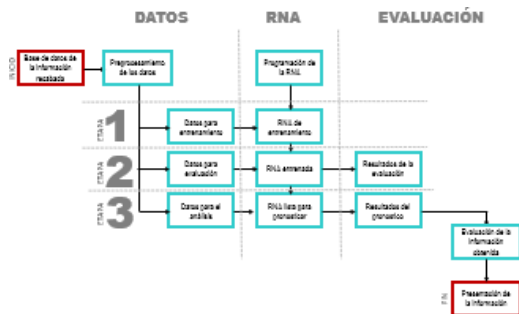 DATOS RNA EVALUACIÓN
INICIO
Base de datos de
la información
recabada
Preprocesamiento
de los datos
Programación de
la RNA
ETAPA 1
Datos para
entrenamiento
RNA de
entrenamiento
ETAPA 2
Datos para
evaluación
RNA entrenada
Resultados de la
evaluación
ETAPA 3
Datos para el
análisis
RNA lista para
pronosticar
Resultados del
pronostico
Evaluación de la
información
obtenida
FIN
Presentación de
la información